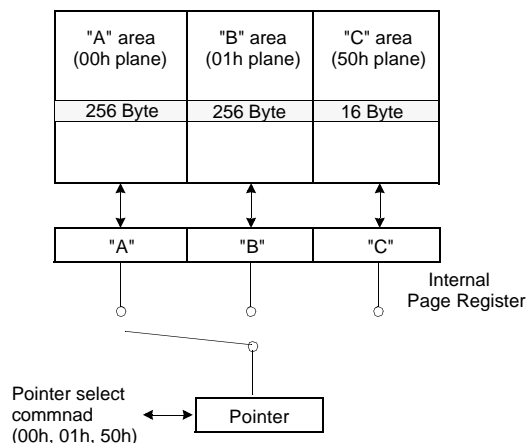 "A" area "B" area "C" area
(00h plane) (01h plane) (50h plane)
256 Byte 256 Byte 16 Byte
"A" "B" "C"
Internal
Page Register
Pointer select
commnad
(00h, 01h, 50h)
Pointer